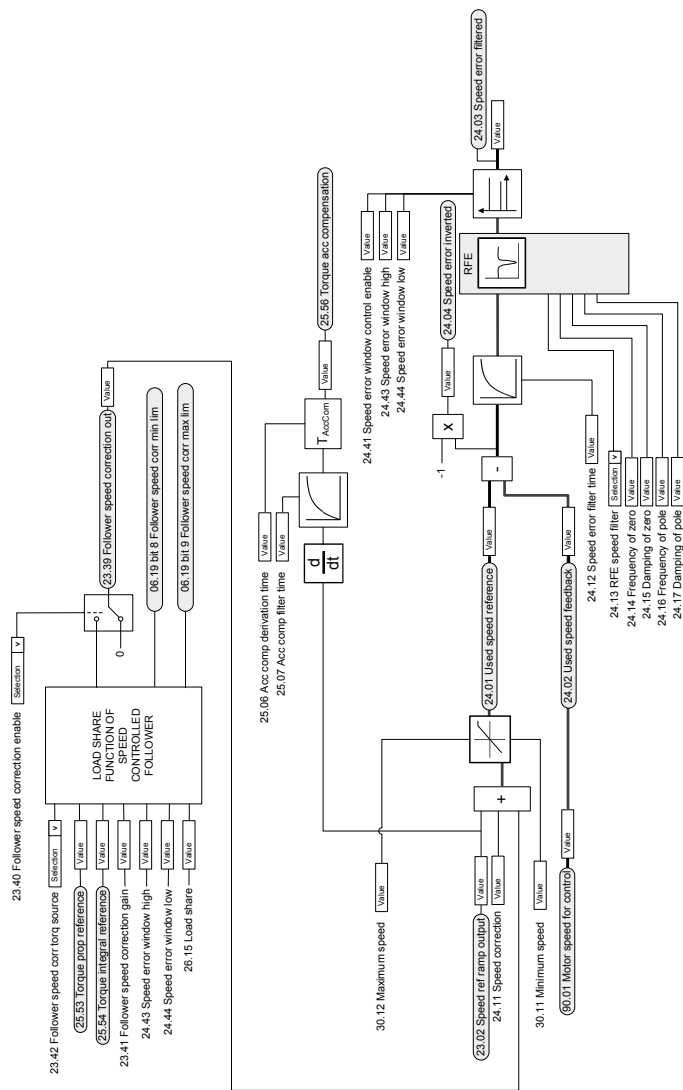 23.40 Follower speed correction enable
Selection
v
23.42 Follower speed corr torq source
Selection
v
25.53 Torque prop reference
Value
25.54 Torque integral reference
Value
23.41 Follower speed correction gain
Value
24.43 Speed error window high
Value
24.44 Speed error window low
Value
26.15 Load share
Value
LOAD SHARE
FUNCTION OF
SPEED
CONTROLLED
FOLLOWER
0
23.39 Follower speed correction out
Value
06.19 bit 8 Follower speed corr min lim
06.19 bit 9 Follower speed corr max lim
25.06 Acc comp derivation time
Value
25.07 Acc comp filter time
Value
d
dt
TAccCom
Value
25.56 Torque acc compensation
30.12 Maximum speed
Value
23.02 Speed ref ramp output
Value
24.11 Speed correction
Value
+
30.11 Minimum speed
Value
24.01 Used speed reference
Value
90.01 Motor speed for control
Value
24.02 Used speed feedback
Value
-
-1
X
Value
24.04 Speed error inverted
24.41 Speed error window control enable
Value
24.43 Speed error window high
Value
24.44 Speed error window low
Value
RFE
Value
24.03 Speed error filtered
24.12 Speed error filter time
Value
24.13 RFE speed filter
Selection
v
24.14 Frequency of zero
Value
24.15 Damping of zero
Value
24.16 Frequency of pole
Value
24.17 Damping of pole
Value